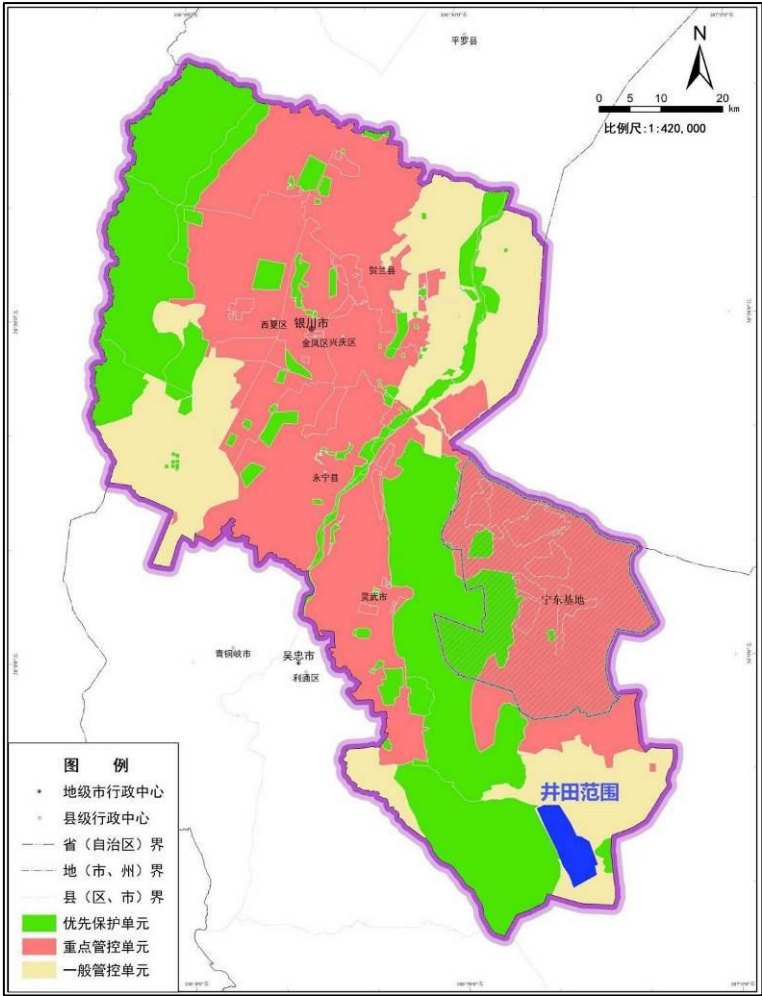 平罗县
N
0 5 10 20
km
比例尺:1:420,000
贺兰县
西夏区
银川市
金凤区
兴庆区
永宁县
灵武市
宁东基地
青铜峡市
吴忠市
利通区
井田范围
图 例
地级市行政中心
县级行政中心
省（自治区）界
地（市、州）界
县（区、市）界
优先保护单元
重点管控单元
一般管控单元